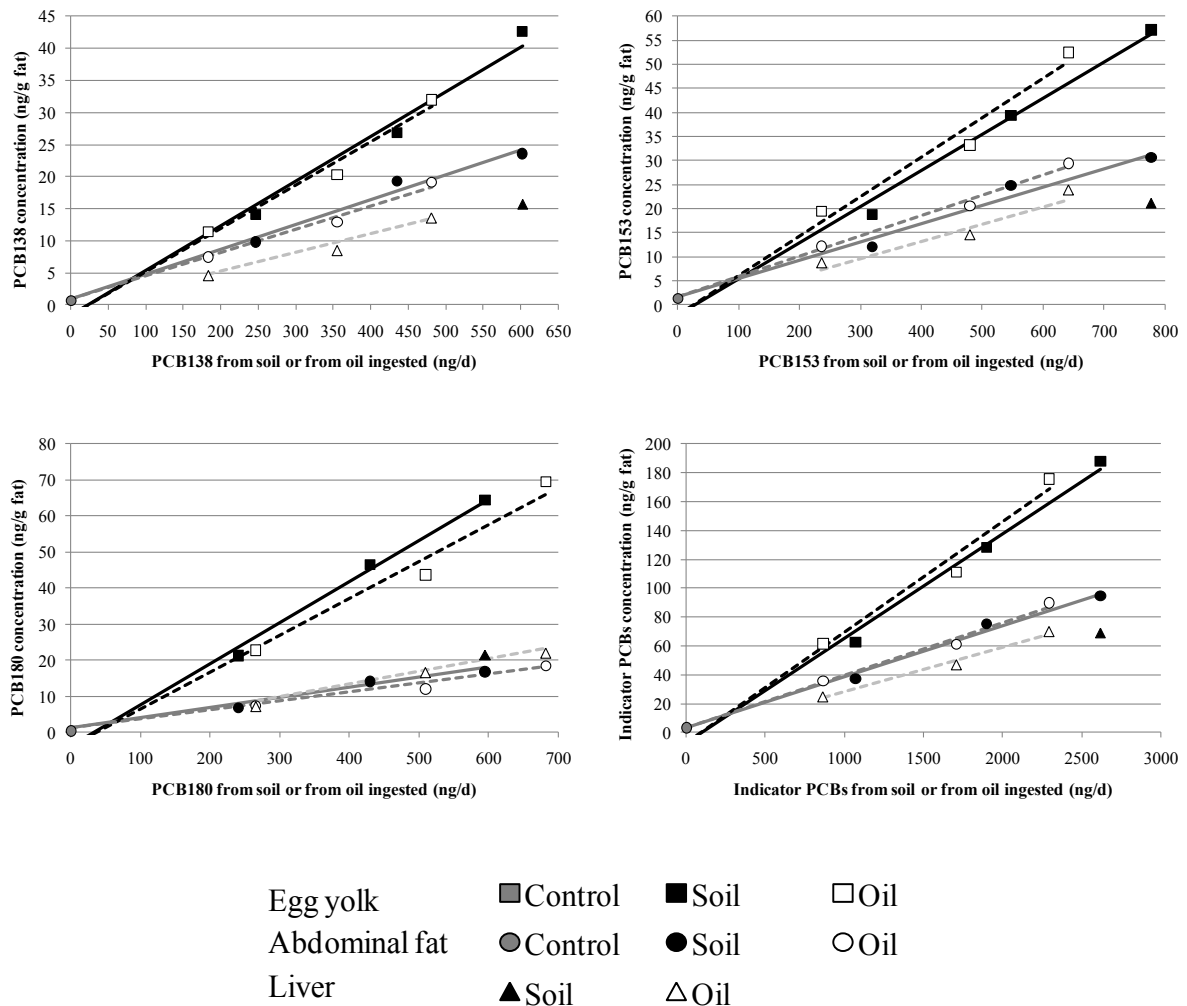 PCB138 concentration (ng/g fat)
45
40
35
30
25
20
15
10
5
0
0 50 100 150 200 250 300 350 400 450 500 550 600 650
PCB138 from soil or from oil ingested (ng/d)
PCB153 concentration (ng/g fat)
60
55
50
45
40
35
30
25
20
15
10
5
0
0 100 200 300 400 500 600 700 800
PCB153 from soil or from oil ingested (ng/d)
PCB180 concentration (ng/g fat)
80
70
60
50
40
30
20
10
0
0 100 200 300 400 500 600 700
PCB180 from soil or from oil ingested (ng/d)
Indicator PCBs concentration (ng/g fat)
200
180
160
140
120
100
80
60
40
20
0
0 500 1000 1500 2000 2500 3000
Indicator PCBs from soil or from oil ingested (ng/d)
Egg yolk Control Soil Oil
Abdominal fat Control Soil Oil
Liver Soil Oil